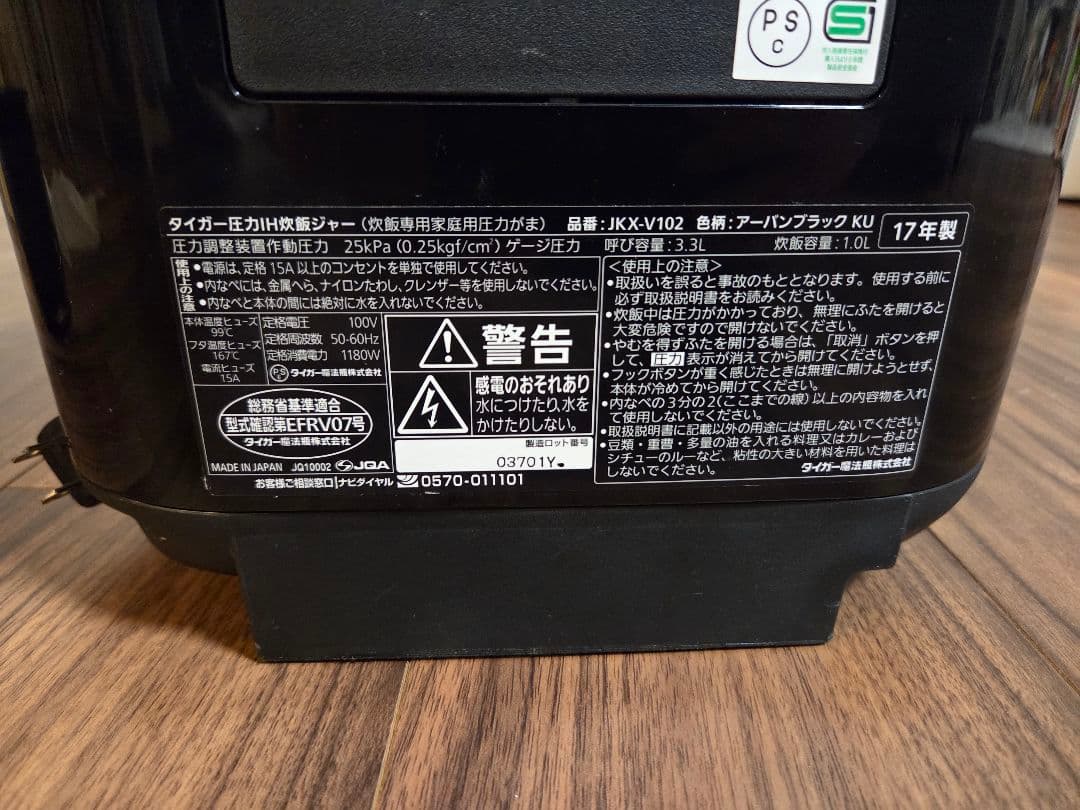 PS
C
S
タイガー圧力IH炊飯ジャー(炊飯専用家庭用圧力がま) 品番:JKX-V102 色柄:アーバンブラック KU 17年製
圧力調整装置作動圧力 25kPa(0.25kgf/cm²)ゲージ圧力 呼び容量:3.3L 炊飯容量:1.0L
使用上の注意
●電源は、定格15A以上のコンセントを単独で使用してください。
●内なべには、金属へら、ナイロンたわし、クレンザー等を使用しないでください。
●内なべと本体の間には絶対に水を入れないでください。
本体温度ヒューズ
99℃
フタ温度ヒューズ
167℃
電流ヒューズ
15A
定格電圧 100V
定格周波数 50-60Hz
定格消費電力 1180W
PS タイガー魔法瓶株式会社
総務省基準適合
型式確認第EFRV07号
タイガー魔法瓶株式会社
MADE IN JAPAN JQ10002 JQA
警告
感電のおそれあり
水につけたり、水を
かけたりしない。
製造ロット番号
03701Y
お客様ご相談窓口 ナビダイヤル 0570-011101
<使用上の注意>
●取扱いを誤ると事故のもととなります。使用する前に
必ず取扱説明書をお読みください。
●炊飯中は圧力がかかっており、無理にふたを開けると
大変危険ですので開けないでください。
●やむを得ずふたを開ける場合は、「取消」ボタンを押
して、圧力表示が消えてから開けてください。
●フックボタンが重く感じたときは無理に開けようとせず、
本体が冷めてから開けてください。
●内なべの3分の2(ここまでの線)以上の内容物を入れ
て使用しないでください。
●取扱説明書に記載以外の用途には使用しないでください。
●豆類・重曹・多量の油を入れる料理又はカレーおよび
シチューのルーなど、粘性の大きい材料を用いた料理は
しないでください。
タイガー魔法瓶株式会社